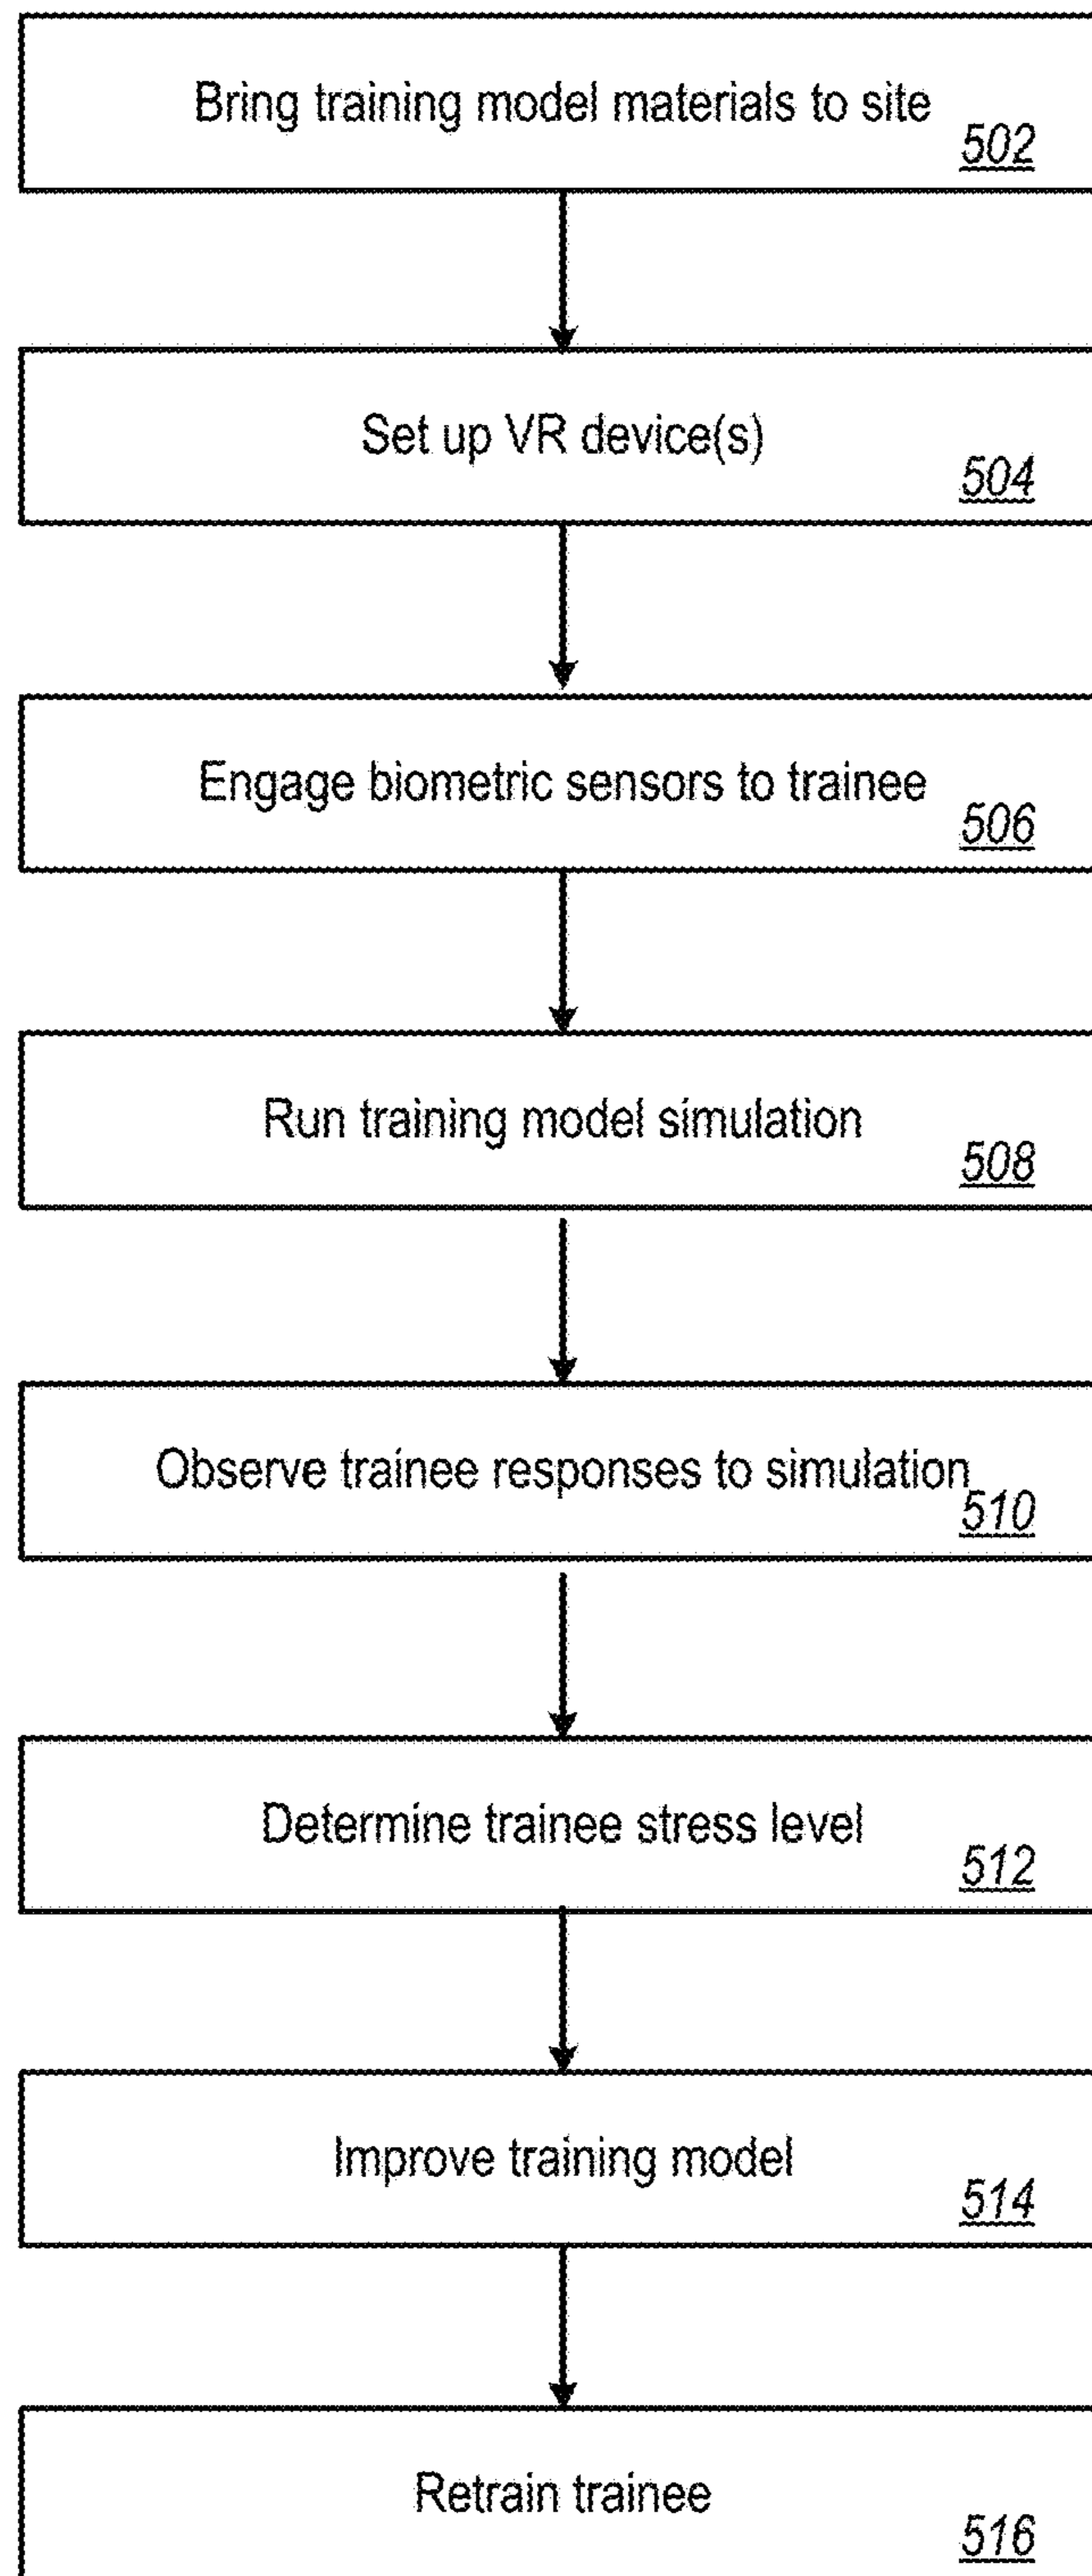 Bring training model materials to site
502
Set up VR device(s)
504
Engage biometric sensors to trainee
506
Run training model simulation
508
Observe trainee responses to simulation
510
Determine trainee stress level
512
Improve training model
514
Retrain trainee
516